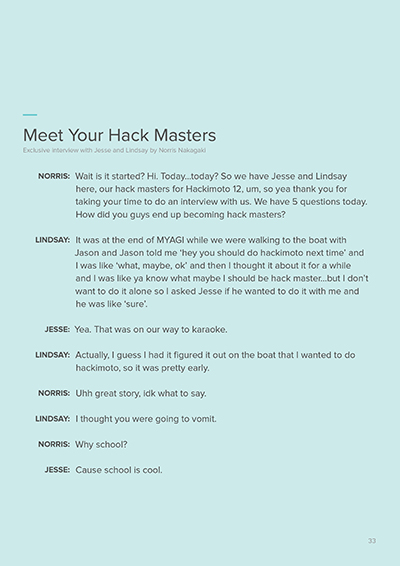 Meet Your Hack Masters
Exclusive interview with Jesse and Lindsay by Norris Nakagaki
NORRIS: Wait is it started? Hi. Today...today? So we have Jesse and Lindsay
here, our hack masters for Hackimoto 12, um, so yea thank you for
taking your time to do an interview with us. We have 5 questions today.
How did you guys end up becoming hack masters?
LINDSAY: It was at the end of MYAGI while we were walking to the boat with
Jason and Jason told me ‘hey you should do hackimoto next time’ and
I was like ‘what, maybe, ok’ and then I thought it about it for a while
and I was like ya know what maybe I should be hack master...but I don’t
want to do it alone so I asked Jesse if he wanted to do it with me and
he was like ‘sure’.
JESSE: Yea. That was on our way to karaoke.
LINDSAY: Actually, I guess I had it figured it out on the boat that I wanted to do
hackimoto, so it was pretty early.
NORRIS: Uhh great story, idk what to say.
LINDSAY: I thought you were going to vomit.
NORRIS: Why school?
JESSE: Cause school is cool.
33